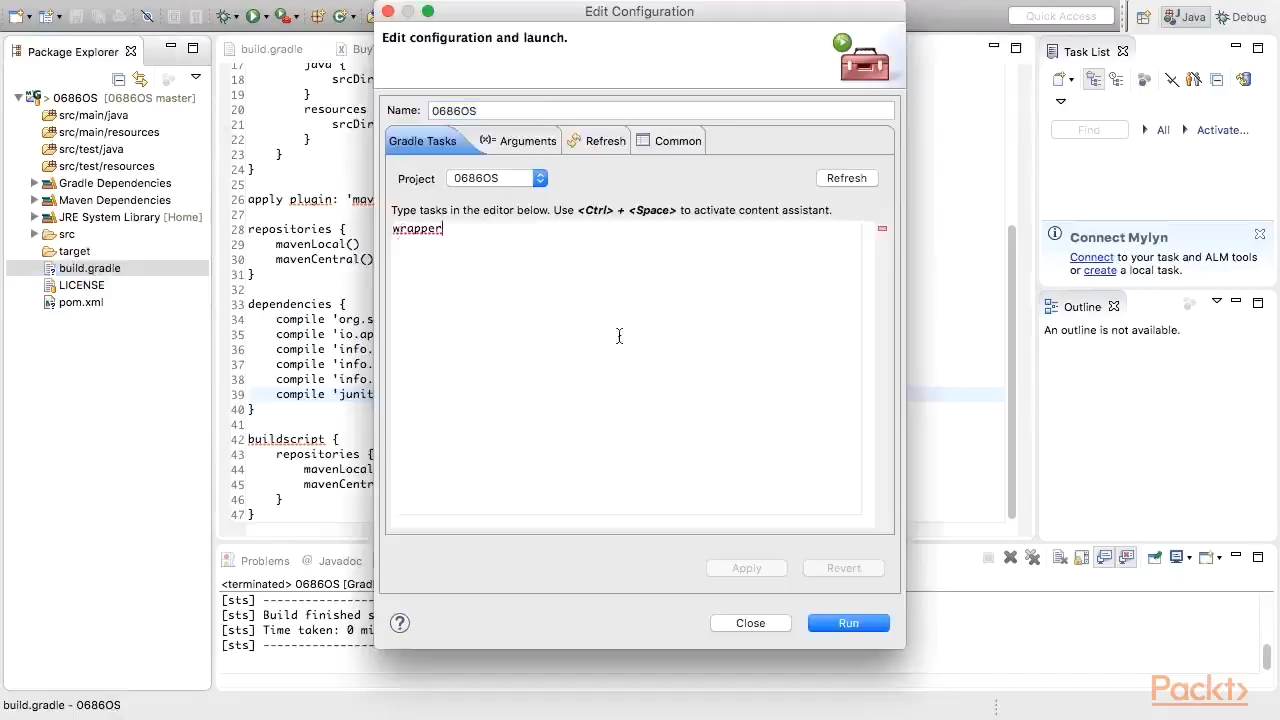 Edit Configuration
Quick Access
Java
Debug
Edit configuration and launch.
Package Explorer
> 0686OS [0686OS master]
src/main/java
src/main/resources
src/test/java
src/test/resources
Gradle Dependencies
Maven Dependencies
JRE System Library [Home]
src
target
build.gradle
LICENSE
pom.xml
build.gradle
17 java {
18 srcDir
19 }
20 resources
21 srcDir
22 }
23 }
24 }
25
26 apply plugin: 'mav
27
28 repositories {
29 mavenLocal()
30 mavenCentral()
31 }
32
33 dependencies {
34 compile 'org.s
35 compile 'io.ap
36 compile 'info.
37 compile 'info.
38 compile 'info.
39 compile 'junit
40 }
41
42 buildscript {
43 repositories {
44 mavenLocal
45 mavenCentr
46 }
47 }
Name: 0686OS
Gradle Tasks
(x)= Arguments
Refresh
Common
Project 0686OS
Refresh
Type tasks in the editor below. Use <Ctrl> + <Space> to activate content assistant.
wrapper
Apply
Revert
Close
Run
Task List
Find
All
Activate...
Connect Mylyn
Connect to your task and ALM tools
or create a local task.
Outline
An outline is not available.
Problems
@ Javadoc
<terminated> 0686OS [Grad
[sts] ---------------
[sts] Build finished s
[sts] Time taken: 0 mi
[sts] ---------------
build.gradle - 0686OS
Packt>